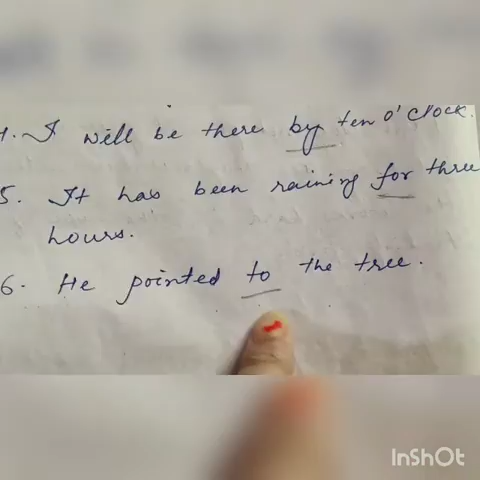 4. I will be there by ten o'clock.
5. It has been raining for three
hours.
6. He pointed to the tree.
InShOt